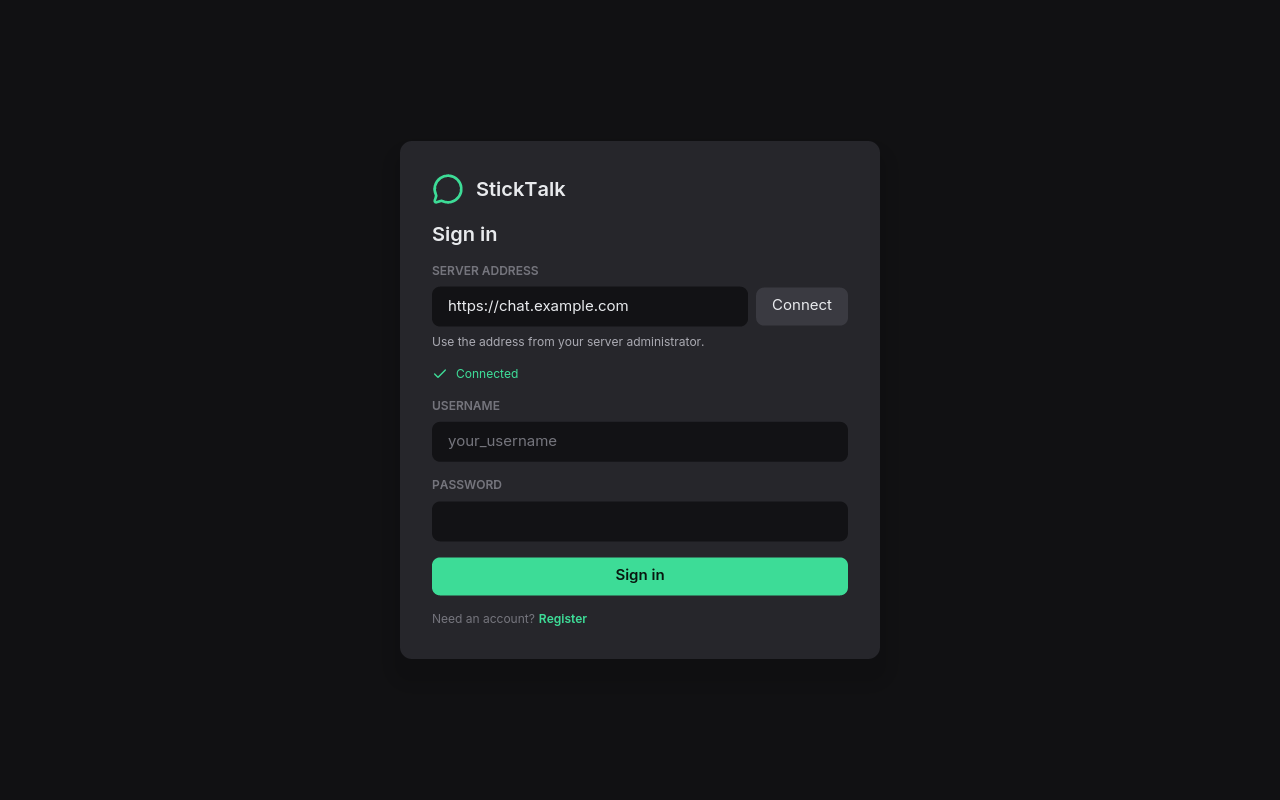 StickTalk
Sign in
SERVER ADDRESS
https://chat.example.com
Connect
Use the address from your server administrator.
Connected
USERNAME
your_username
PASSWORD
Sign in
Need an account? Register